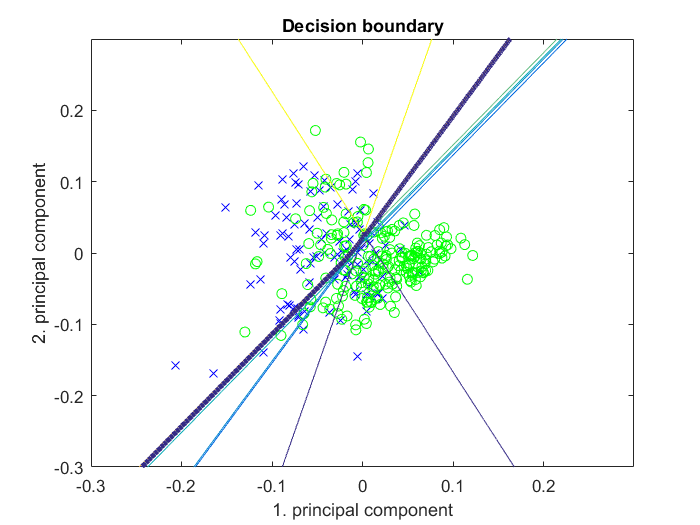 Decision boundary
2. principal component
0.2
0.1
0
-0.1
-0.2
-0.3
-0.3 -0.2 -0.1 0 0.1 0.2
1. principal component